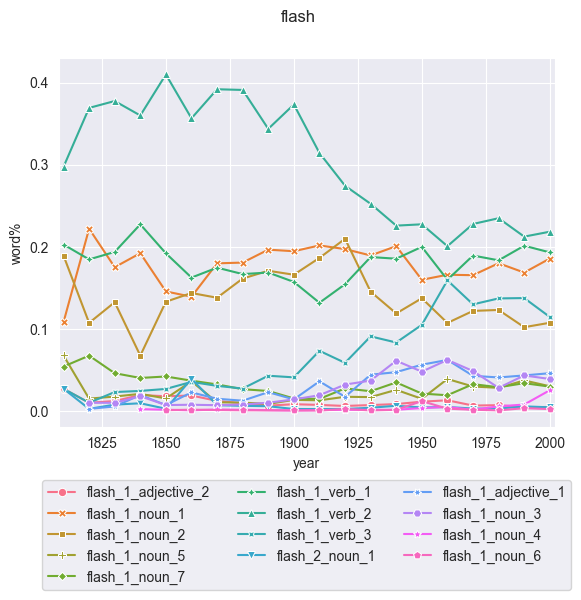 flash
0.4
0.3
0.2
0.1
0.0
word%
1825 1850 1875 1900 1925 1950 1975 2000
year
flash_1_adjective_2 flash_1_verb_1 flash_1_adjective_1
flash_1_noun_1 flash_1_verb_2 flash_1_noun_3
flash_1_noun_2 flash_1_verb_3 flash_1_noun_4
flash_1_noun_5 flash_2_noun_1 flash_1_noun_6
flash_1_noun_7